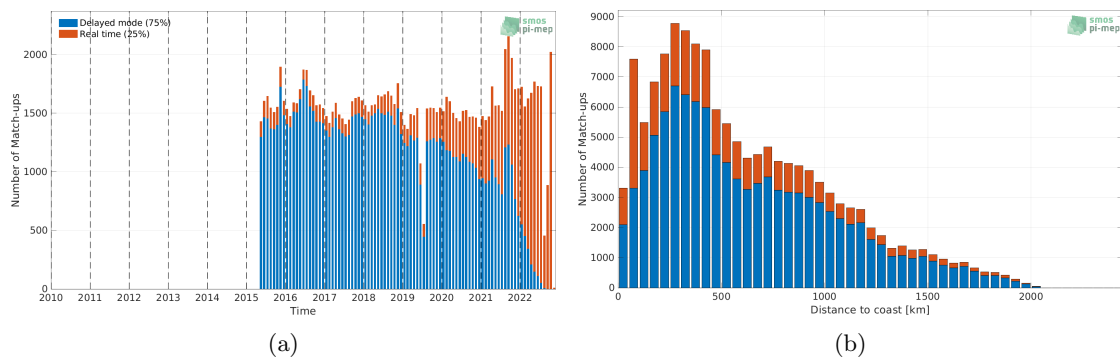 Delayed mode (75%)
Real time (25%)
smos
pi-mep
Number of Match-ups
2000
1500
1000
500
0
2010 2011 2012 2013 2014 2015 2016 2017 2018 2019 2020 2021 2022
Time
(a)
smos
pi-mep
Number of Match-ups
9000
8000
7000
6000
5000
4000
3000
2000
1000
0
0 500 1000 1500 2000
Distance to coast [km]
(b)